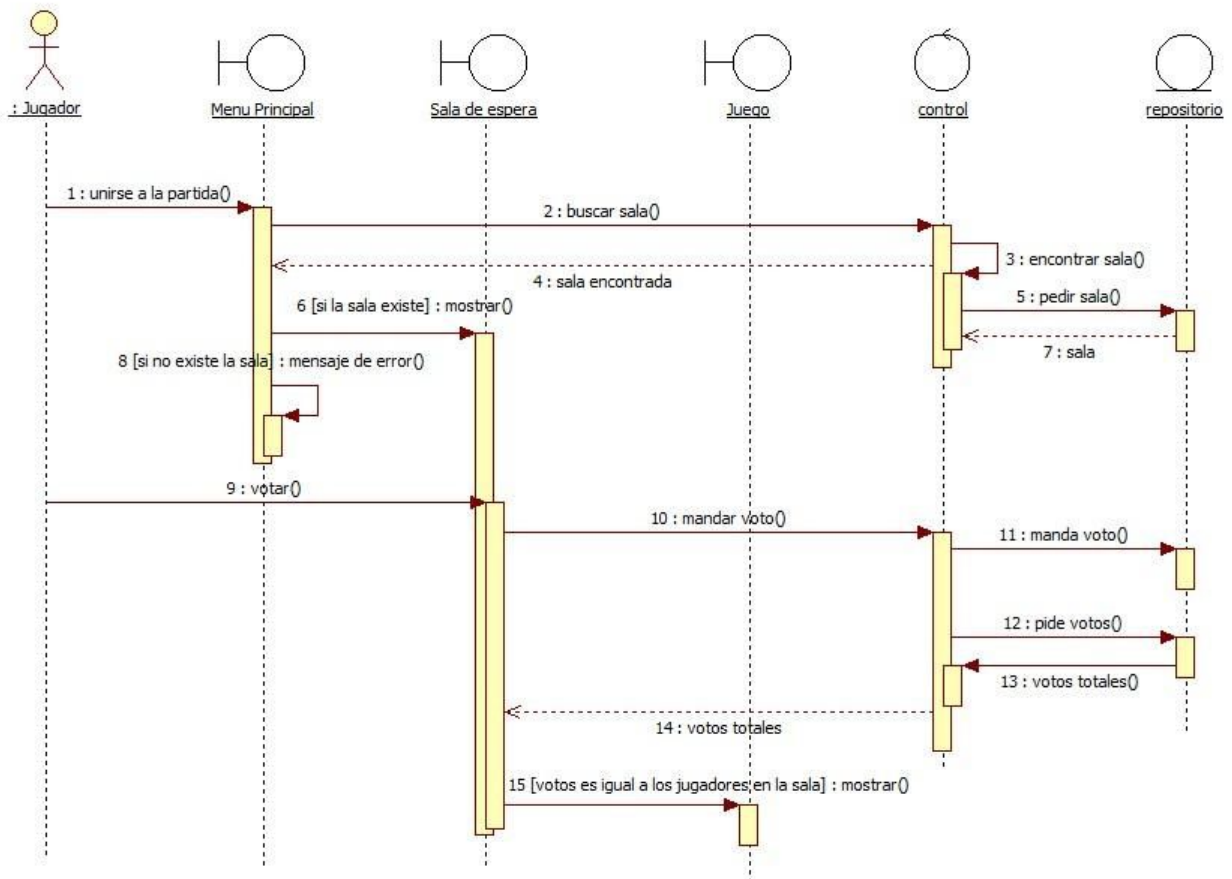 : Jugador
Menu Principal
Sala de espera
Juego
control
repositorio
1 : unirse a la partida()
2 : buscar sala()
3 : encontrar sala()
4 : sala encontrada
5 : pedir sala()
6 [si la sala existe] : mostrar()
7 : sala
8 [si no existe la sala] : mensaje de error()
9 : votar()
10 : mandar voto()
11 : manda voto()
12 : pide votos()
13 : votos totales()
14 : votos totales
15 [votos es igual a los jugadores en la sala] : mostrar()